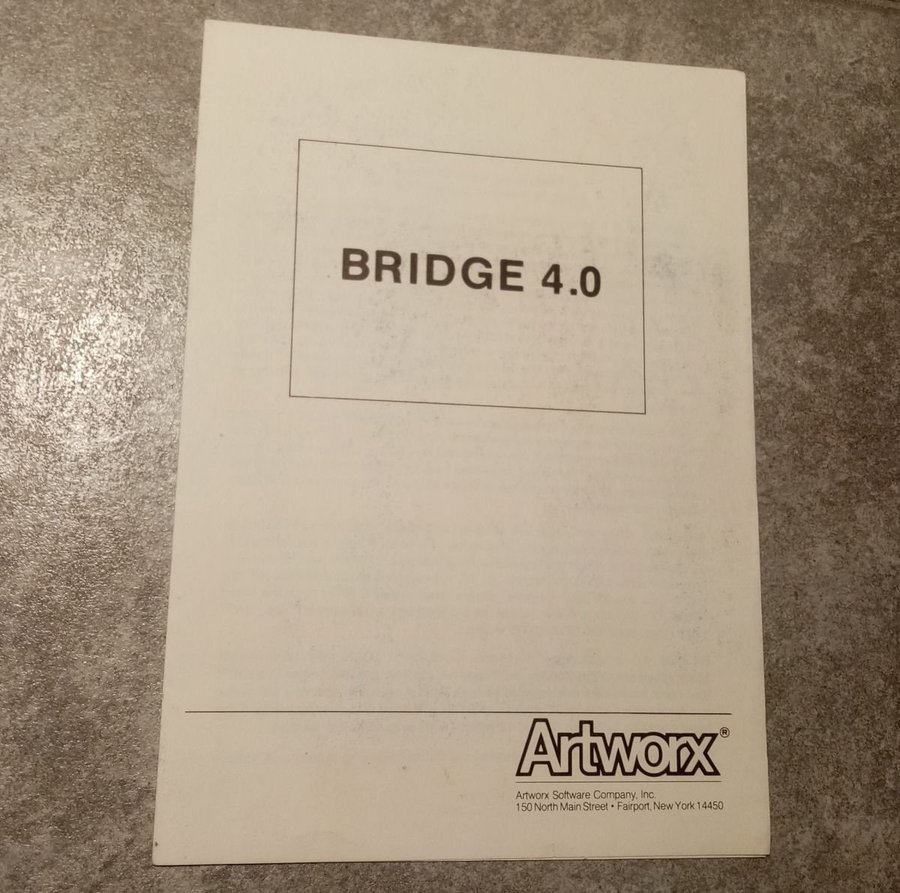 BRIDGE 4.0
Artworx®
Artworx Software Company, Inc.
150 North Main Street • Fairport, New York 14450